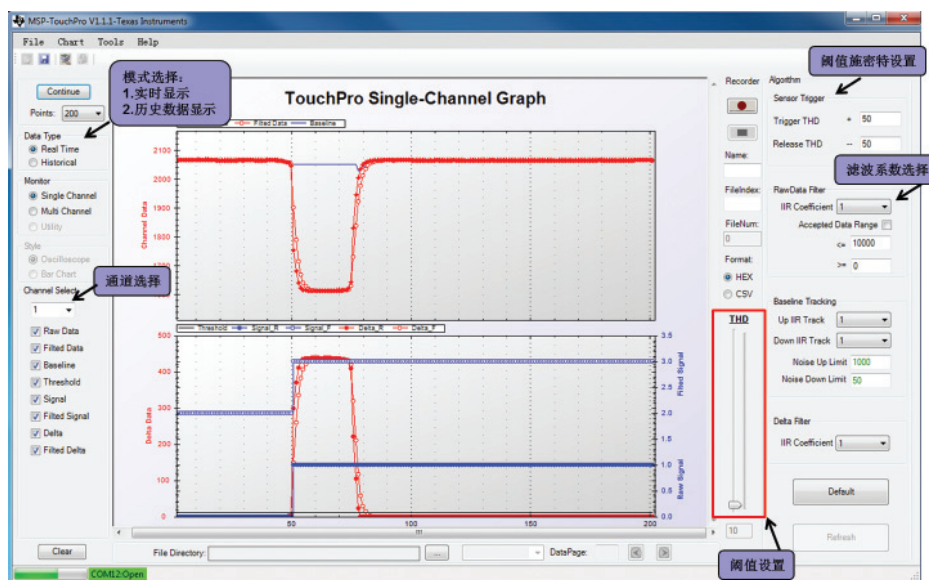 MSP-TouchPro V1.1.1-Texas Instruments
File Chart Tools Help
Continue
Points: 200
Data Type
Real Time
Historical
Monitor
Single Channel
Multi Channel
Utility
Style
Oscilloscope
Bar Chart
Channel Select
1
Raw Data
Filted Data
Baseline
Threshold
Signal
Filted Signal
Delta
Filted Delta
Clear
COM12:Open
模式选择:
1.实时显示
2.历史数据显示
通道选择
TouchPro Single-Channel Graph
Filted Data Baseline
Channel Data
2100
2000
1900
1800
Threshold Signal_R Signal_F Delta_R Delta_F
Delta Data
500
400
300
200
100
0
50 100 150 200
m
3.5
3.0
2.5
2.0
1.5
1.0
0.5
0.0
Filted Signal
Raw Signal
File Directory: ... DataPage: < >
Recorder
Name:
FileIndex:
FileNum:
0
Format:
HEX
CSV
THD
10
阈值设置
阈值施密特设置
Algorithm
Sensor Trigger
Trigger THD + 50
Release THD -- 50
滤波系数选择
RawData Filter
IIR Coefficient 1
Accepted Data Range
<= 10000
>= 0
Baseline Tracking
Up IIR Track 1
Down IIR Track 1
Noise Up Limit 1000
Noise Down Limit 50
Delta Filter
IIR Coefficient 1
Default
Refresh